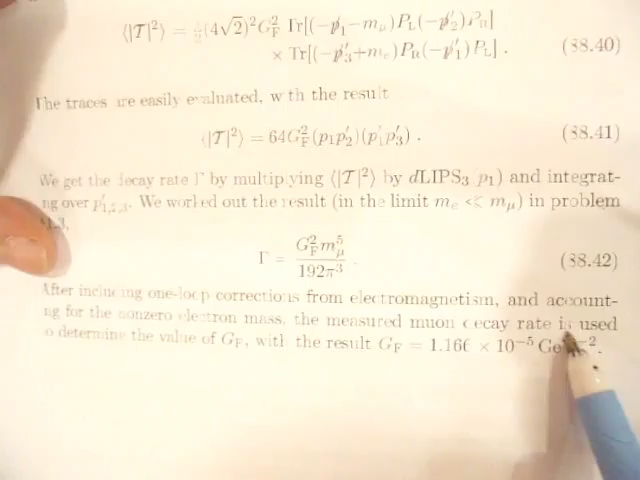 ⟨|T|²⟩ = ½(4√2)²G_F² Tr[(−p̸₁−m_μ)P_L(−p̸′₂)P_R]
× Tr[(−p̸′₃+m_e)P_R(−p̸′₁)P_L] . (88.40)
The traces are easily evaluated, with the result
⟨|T|²⟩ = 64G_F²(p₁p′₂)(p′₁p′₃) . (88.41)
We get the decay rate Γ by multiplying ⟨|T|²⟩ by dLIPS₃(p₁) and integrat-
ing over p′₁,₂,₃. We worked out the result (in the limit m_e ≪ m_μ) in problem
Γ = G_F² m_μ⁵ / 192π³ . (88.42)
After including one-loop corrections from electromagnetism, and account-
ing for the nonzero electron mass, the measured muon decay rate is used
to determine the value of G_F, with the result G_F = 1.166 × 10⁻⁵ GeV⁻².